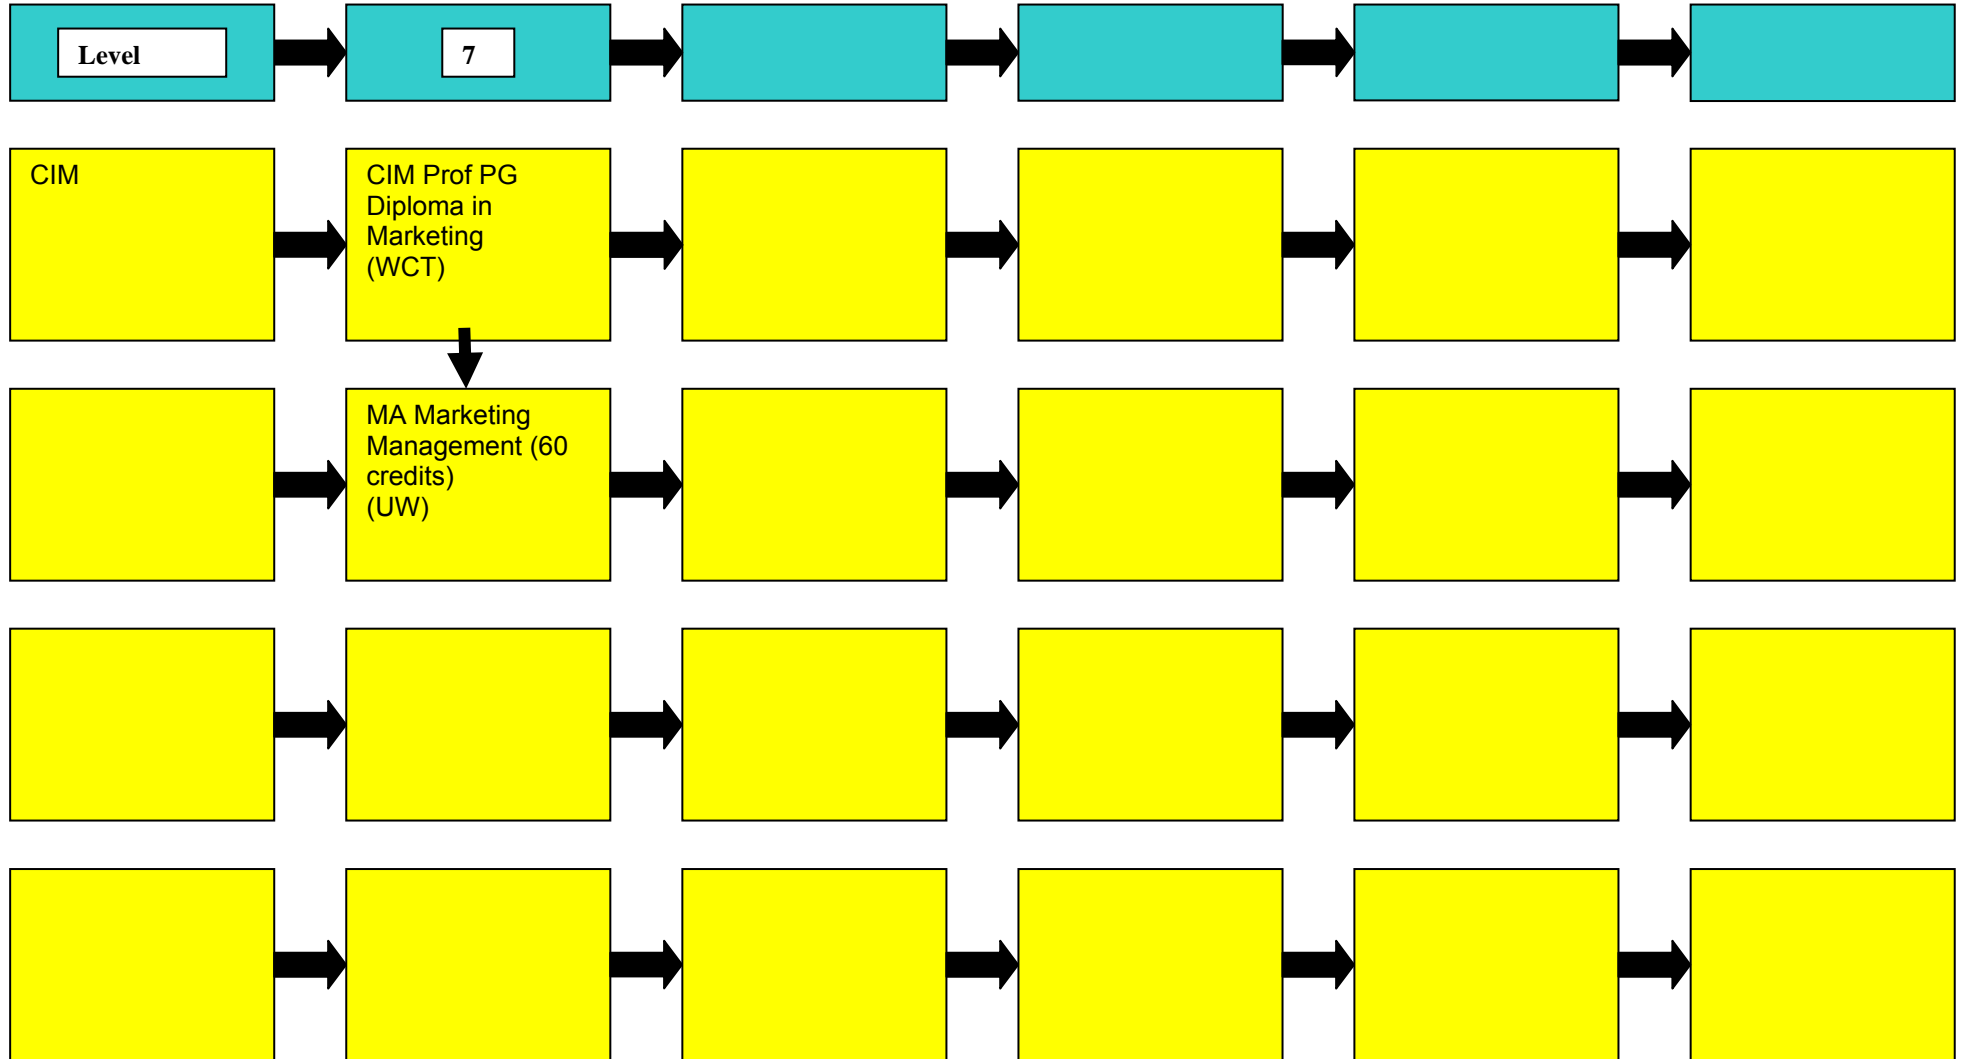 Level
7
CIM
CIM Prof PG
Diploma in
Marketing
(WCT)
MA Marketing
Management (60
credits)
(UW)